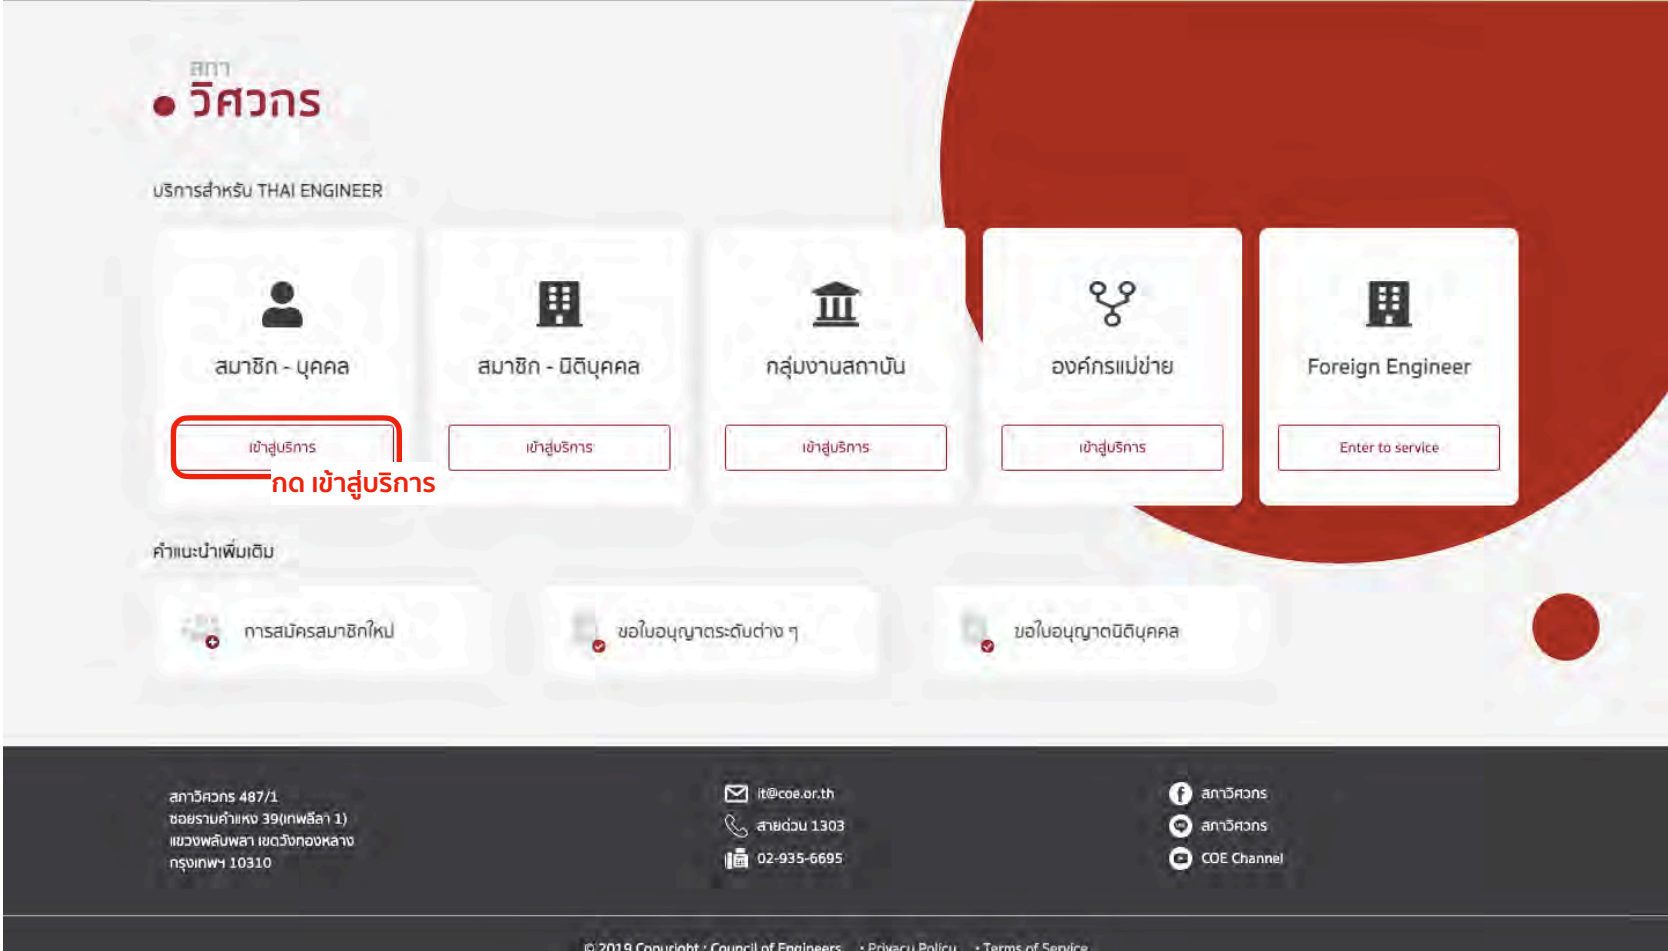 สภา
วิศวกร
บริการสำหรับ THAI ENGINEER
สมาชิก - บุคคล
เข้าสู่บริการ
กด เข้าสู่บริการ
สมาชิก - นิติบุคคล
เข้าสู่บริการ
กลุ่มงานสถาบัน
เข้าสู่บริการ
องค์กรแม่ข่าย
เข้าสู่บริการ
Foreign Engineer
Enter to service
คำแนะนำเพิ่มเติม
การสมัครสมาชิกใหม่
ขอใบอนุญาตระดับต่าง ๆ
ขอใบอนุญาตนิติบุคคล
สภาวิศวกร 487/1
ซอยรามคำแหง 39(เทพลีลา 1)
แขวงพลับพลา เขตวังทองหลาง
กรุงเทพฯ 10310
it@coe.or.th
สายด่วน 1303
02-935-6695
สภาวิศวกร
สภาวิศวกร
COE Channel
© 2019 Copyright : Council of Engineers • Privacy Policy • Terms of Service